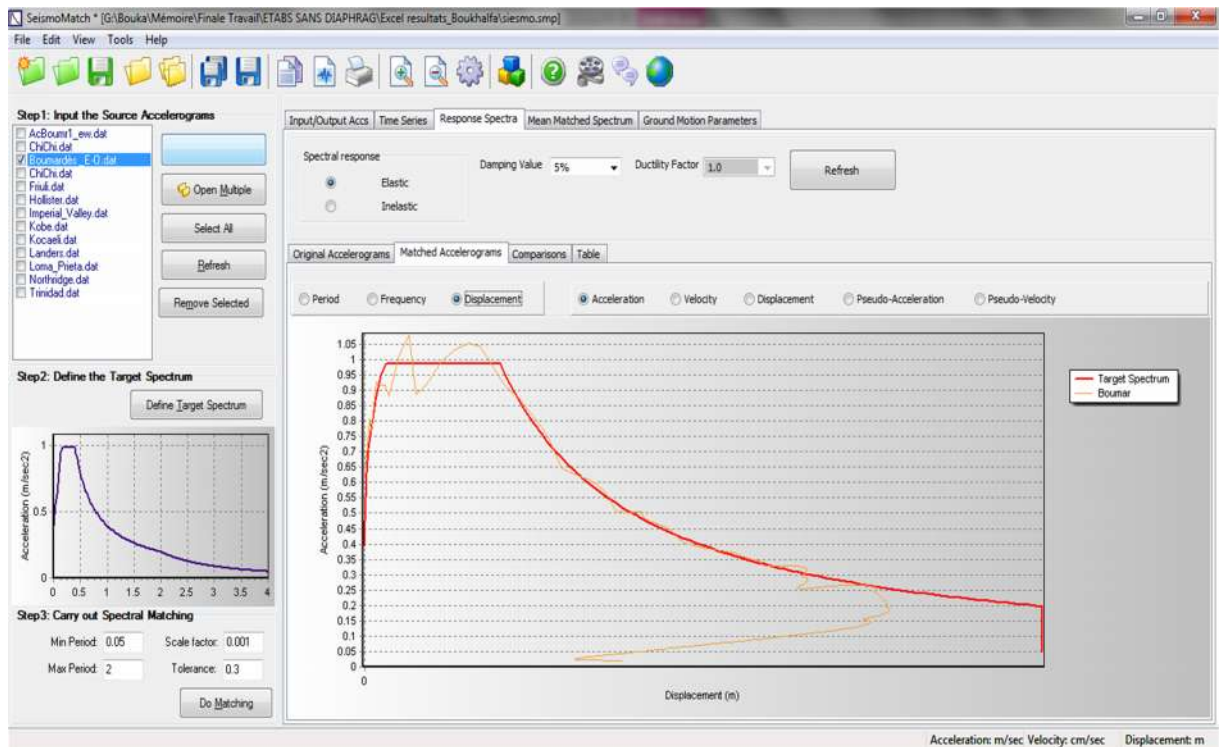 SeismoMatch * [G:\Bouka\Mémoire\Finale Travail\ETABS SANS DIAPHRAG\Excel resultats_Boukhalfa\siesmo.smp]
File Edit View Tools Help
Step1: Input the Source Accelerograms
AcBoumr1_ew.dat
ChiChi.dat
Boumerdès_E-O.dat
ChiChi.dat
Friuli.dat
Hollister.dat
Imperial_Valley.dat
Kobe.dat
Kocaeli.dat
Landers.dat
Loma_Prieta.dat
Northridge.dat
Trinidad.dat
Open Multiple
Select All
Refresh
Remove Selected
Step2: Define the Target Spectrum
Define Target Spectrum
Acceleration (m/sec2)
1
0.5
0
0 0.5 1 1.5 2 2.5 3 3.5 4
Step3: Carry out Spectral Matching
Min Period: 0.05 Scale factor: 0.001
Max Period: 2 Tolerance: 0.3
Do Matching
Input/Output Accs Time Series Response Spectra Mean Matched Spectrum Ground Motion Parameters
Spectral response
Elastic
Inelastic
Damping Value 5% Ductility Factor 1.0 Refresh
Original Accelerograms Matched Accelerograms Comparisons Table
Period Frequency Displacement Acceleration Velocity Displacement Pseudo-Acceleration Pseudo-Velocity
1.05
1
0.95
0.9
0.85
0.8
0.75
0.7
0.65
0.6
0.55
0.5
0.45
0.4
0.35
0.3
0.25
0.2
0.15
0.1
0.05
0
Acceleration (m/sec2)
0
Displacement (m)
Target Spectrum
Boumar
Acceleration: m/sec Velocity: cm/sec Displacement: m